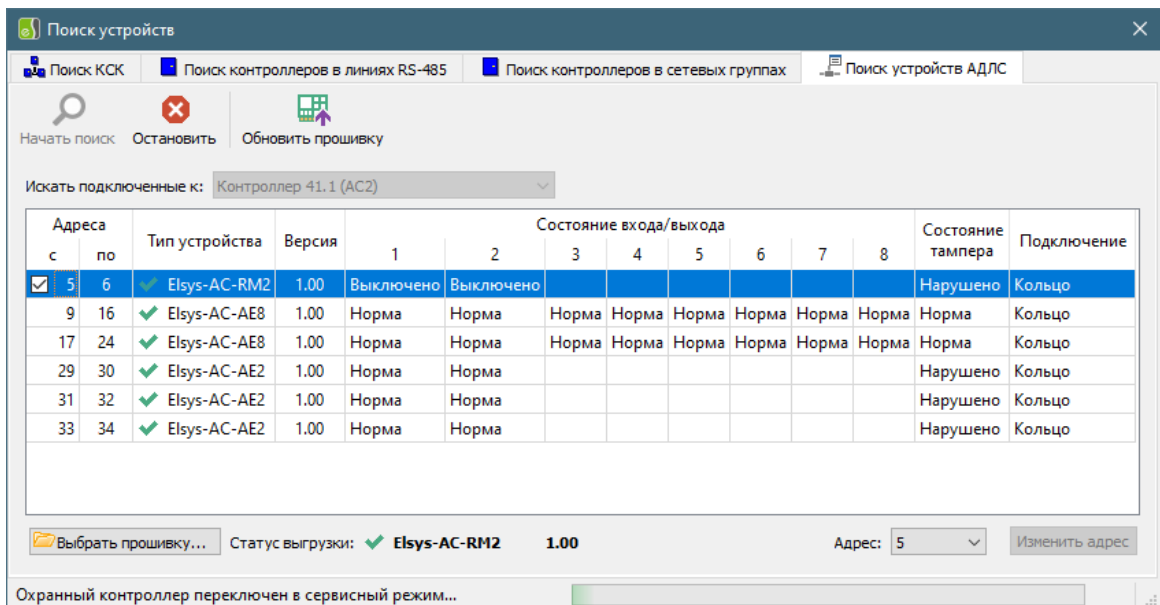 Поиск устройств
Поиск КСК Поиск контроллеров в линиях RS-485 Поиск контроллеров в сетевых группах Поиск устройств АДЛС
Начать поиск Остановить Обновить прошивку
Искать подключенные к: Контроллер 41.1 (AC2)
Адреса Тип устройства Версия Состояние входа/выхода Состояние тампера Подключение
с по 1 2 3 4 5 6 7 8
5 6 Elsys-AC-RM2 1.00 Выключено Выключено Нарушено Кольцо
9 16 Elsys-AC-AE8 1.00 Норма Норма Норма Норма Норма Норма Норма Норма Норма Кольцо
17 24 Elsys-AC-AE8 1.00 Норма Норма Норма Норма Норма Норма Норма Норма Норма Кольцо
29 30 Elsys-AC-AE2 1.00 Норма Норма Нарушено Кольцо
31 32 Elsys-AC-AE2 1.00 Норма Норма Нарушено Кольцо
33 34 Elsys-AC-AE2 1.00 Норма Норма Нарушено Кольцо
Выбрать прошивку... Статус выгрузки: Elsys-AC-RM2 1.00 Адрес: 5 Изменить адрес
Охранный контроллер переключен в сервисный режим...